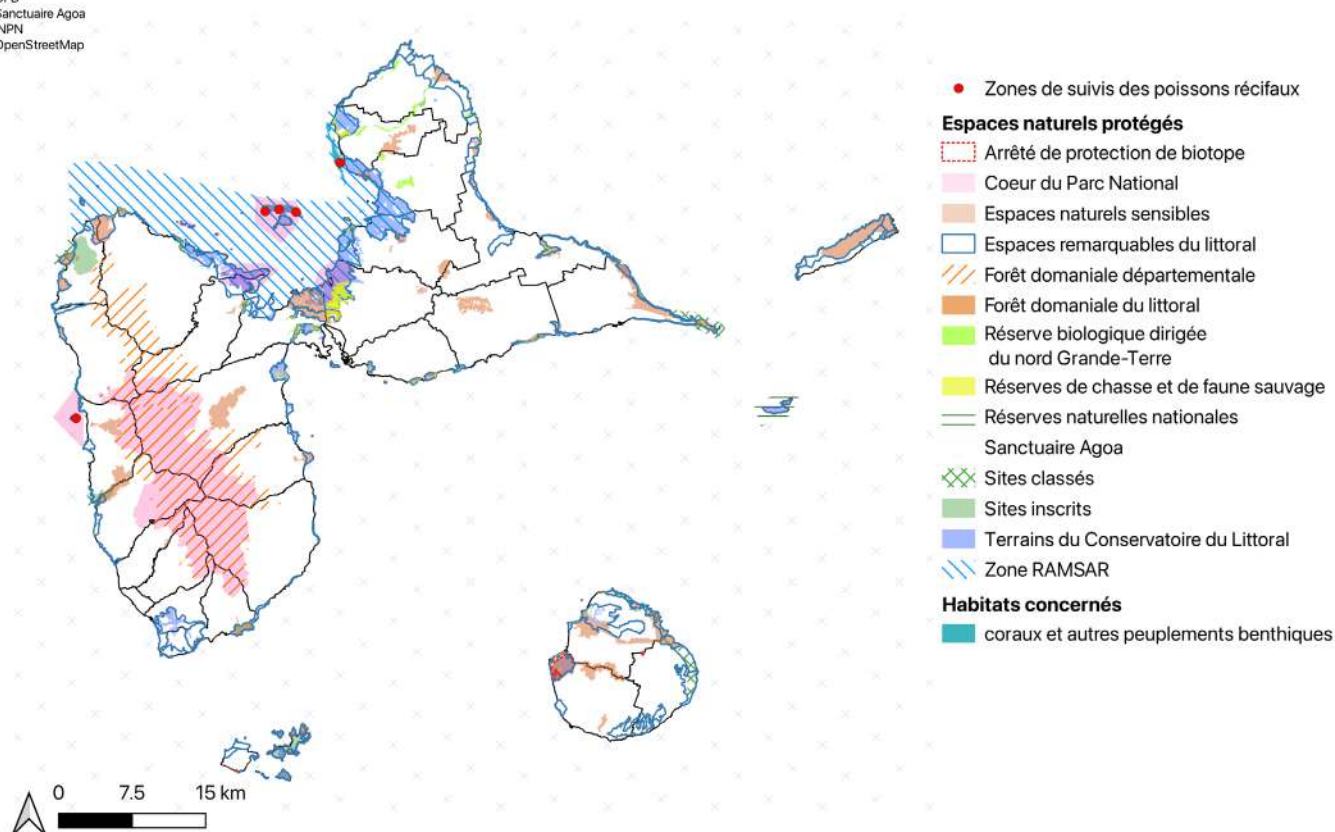 Sanctuaire Agoa
INPN
OpenStreetMap
Zones de suivis des poissons récifaux
Espaces naturels protégés
Arrêté de protection de biotope
Coeur du Parc National
Espaces naturels sensibles
Espaces remarquables du littoral
Forêt domaniale départementale
Forêt domaniale du littoral
Réserve biologique dirigée
du nord Grande-Terre
Réserves de chasse et de faune sauvage
Réserves naturelles nationales
Sanctuaire Agoa
Sites classés
Sites inscrits
Terrains du Conservatoire du Littoral
Zone RAMSAR
Habitats concernés
coraux et autres peuplements benthiques
0 7.5 15 km